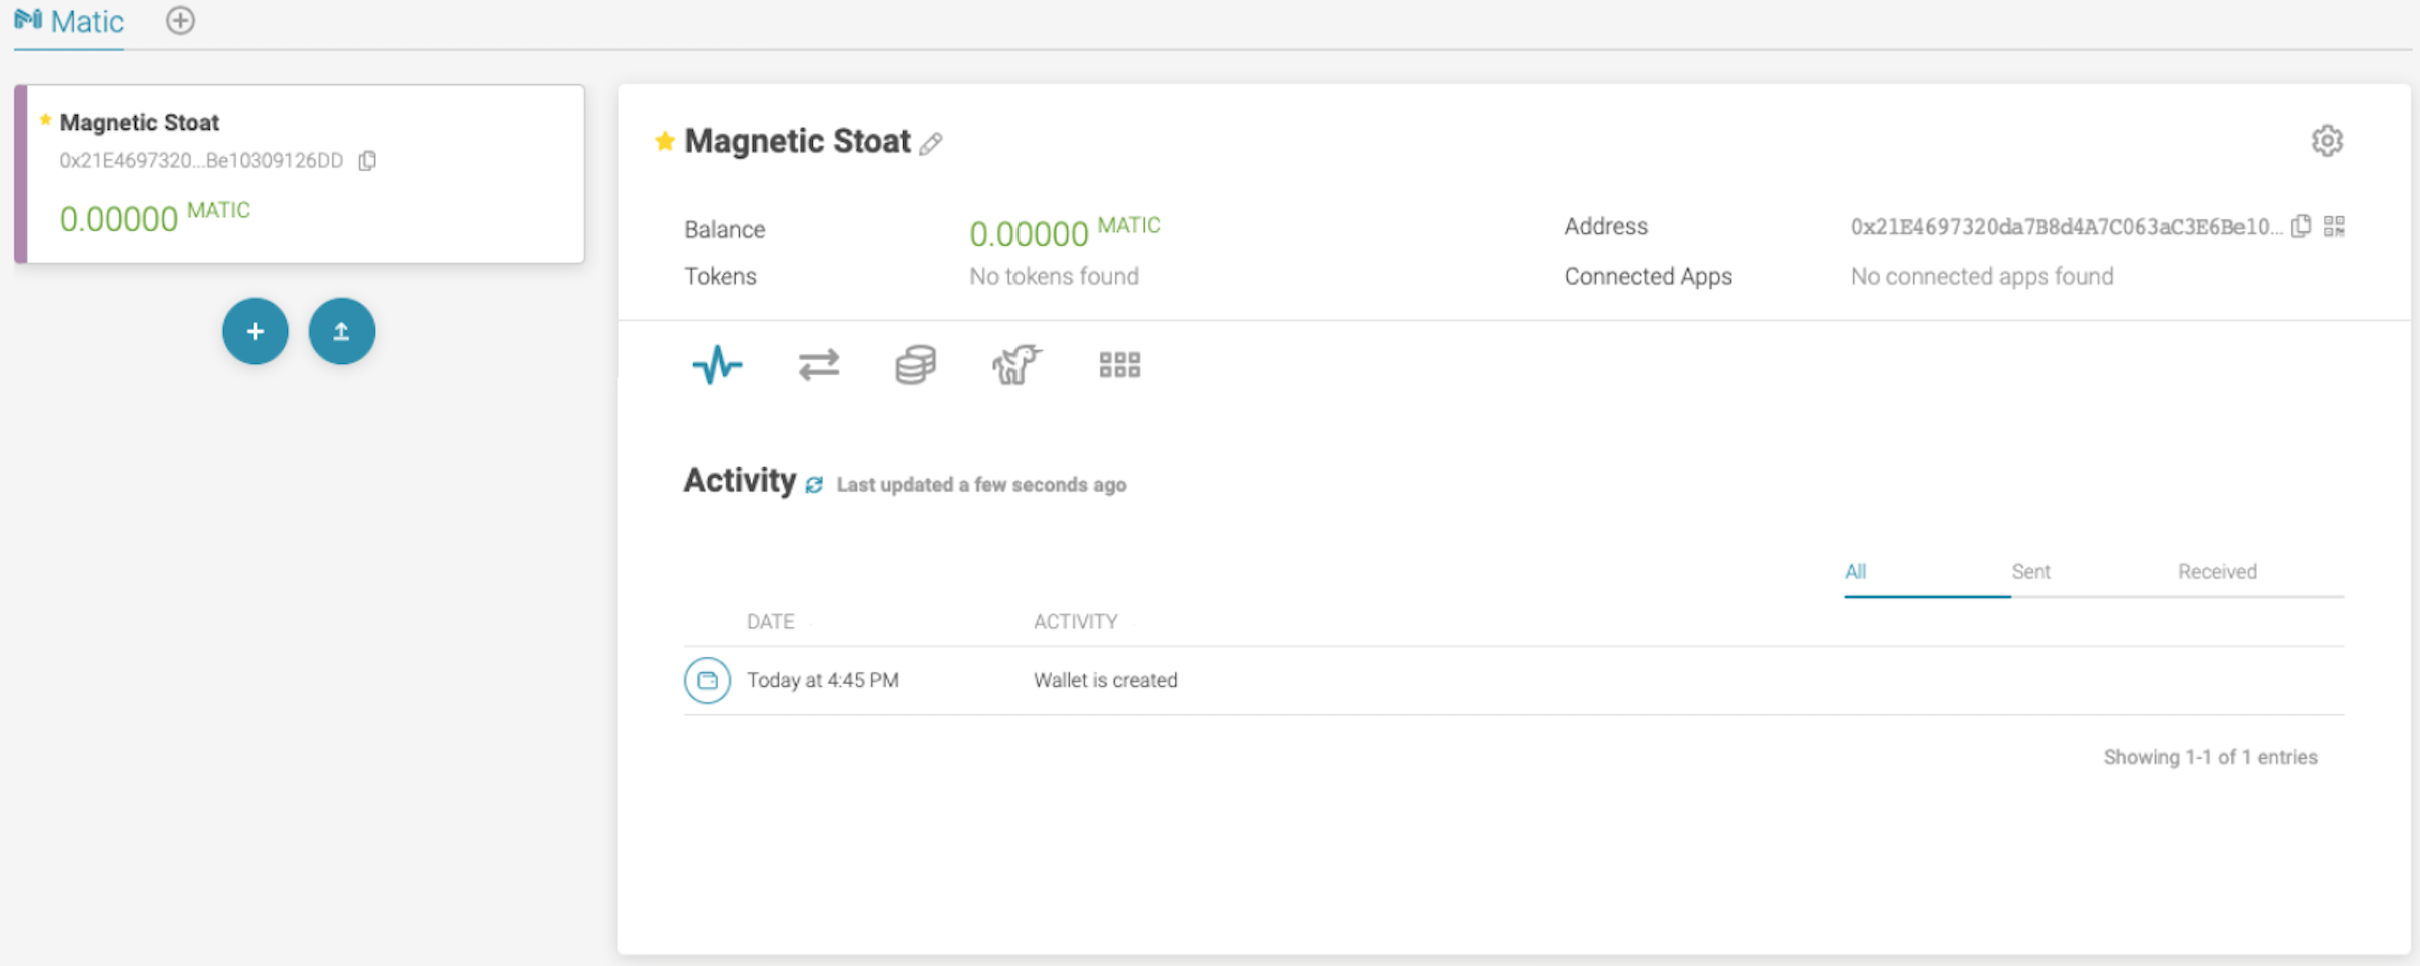 Matic
Magnetic Stoat
0x21E4697320...Be10309126DD
0.00000 MATIC
Magnetic Stoat
Balance 0.00000 MATIC Address 0x21E4697320da7B8d4A7C063aC3E6Be10...
Tokens No tokens found Connected Apps No connected apps found
Activity Last updated a few seconds ago
All Sent Received
DATE ACTIVITY
Today at 4:45 PM Wallet is created
Showing 1-1 of 1 entries